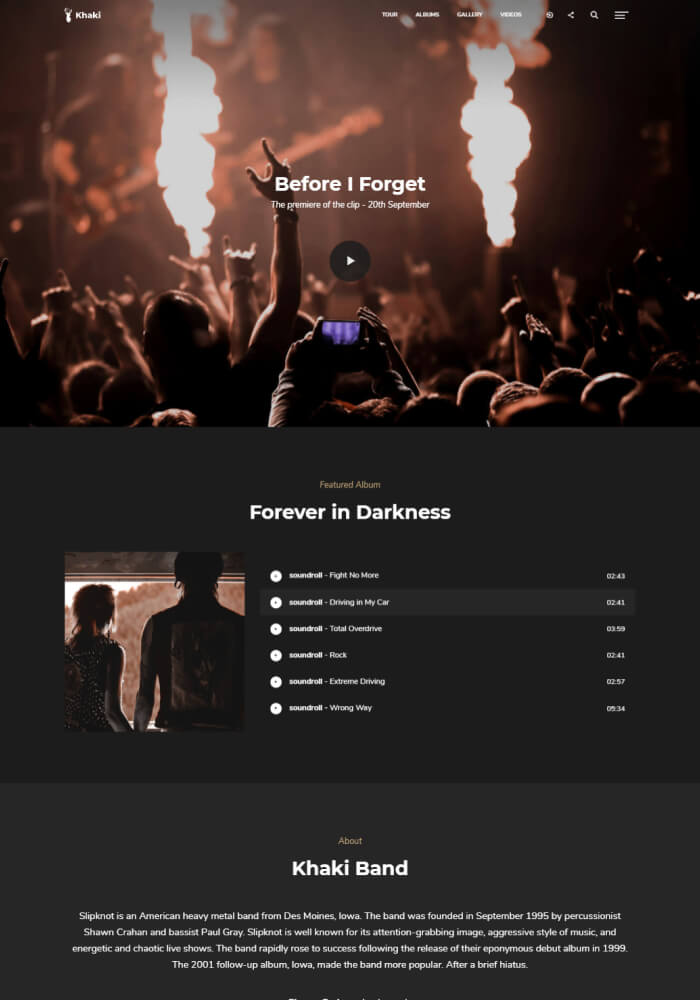 Khaki
TOUR ALBUMS GALLERY VIDEOS
Before I Forget
The premiere of the clip - 20th September
Featured Album
Forever in Darkness
soundroll - Fight No More 02:43
soundroll - Driving in My Car 02:41
soundroll - Total Overdrive 03:59
soundroll - Rock 02:41
soundroll - Extreme Driving 02:57
soundroll - Wrong Way 05:34
About
Khaki Band
Slipknot is an American heavy metal band from Des Moines, Iowa. The band was founded in September 1995 by percussionist
Shawn Crahan and bassist Paul Gray. Slipknot is well known for its attention-grabbing image, aggressive style of music, and
energetic and chaotic live shows. The band rapidly rose to success following the release of their eponymous debut album in 1999.
The 2001 follow-up album, Iowa, made the band more popular. After a brief hiatus.